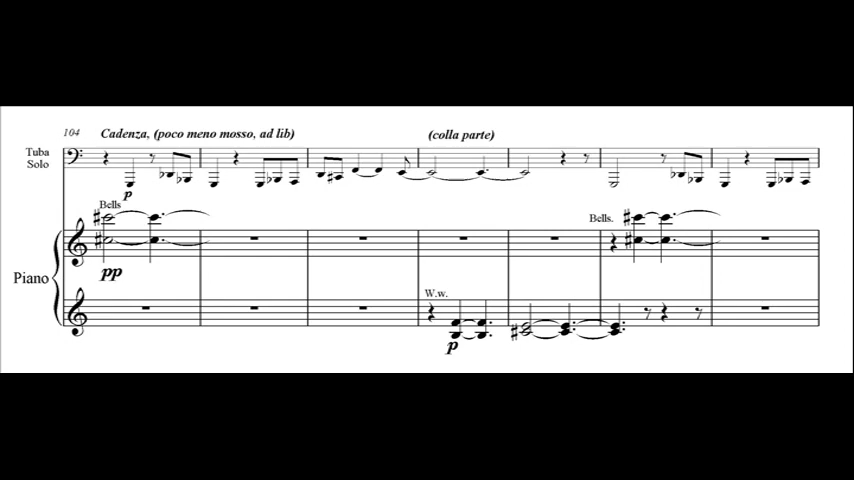 104 Cadenza, (poco meno mosso, ad lib) (colla parte)
Tuba
Solo
p
Bells
Bells.
pp
Piano
W.w.
p